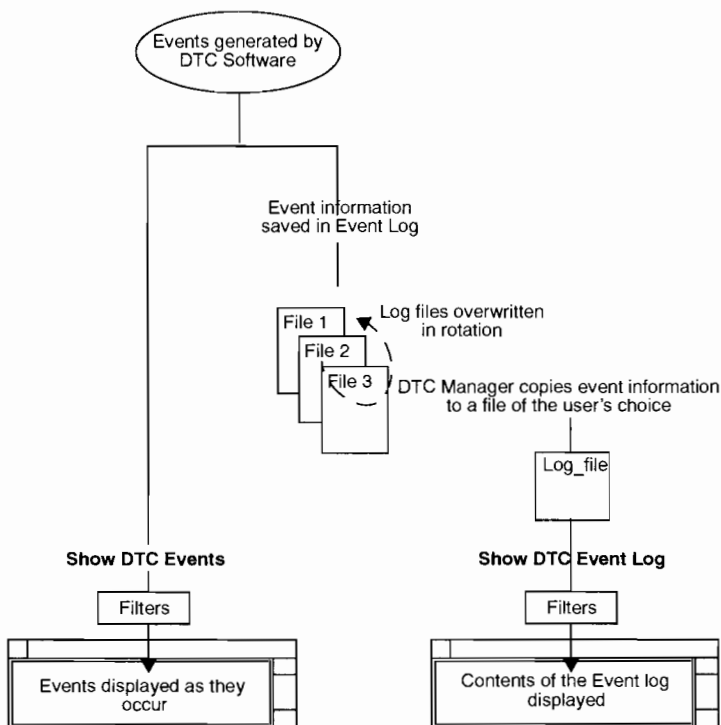 Events generated by
DTC Software
Event information
saved in Event Log
File 1
File 2
File 3
Log files overwritten
in rotation
DTC Manager copies event information
to a file of the user's choice
Log_file
Show DTC Events
Show DTC Event Log
Filters
Filters
Events displayed as they
occur
Contents of the Event log
displayed